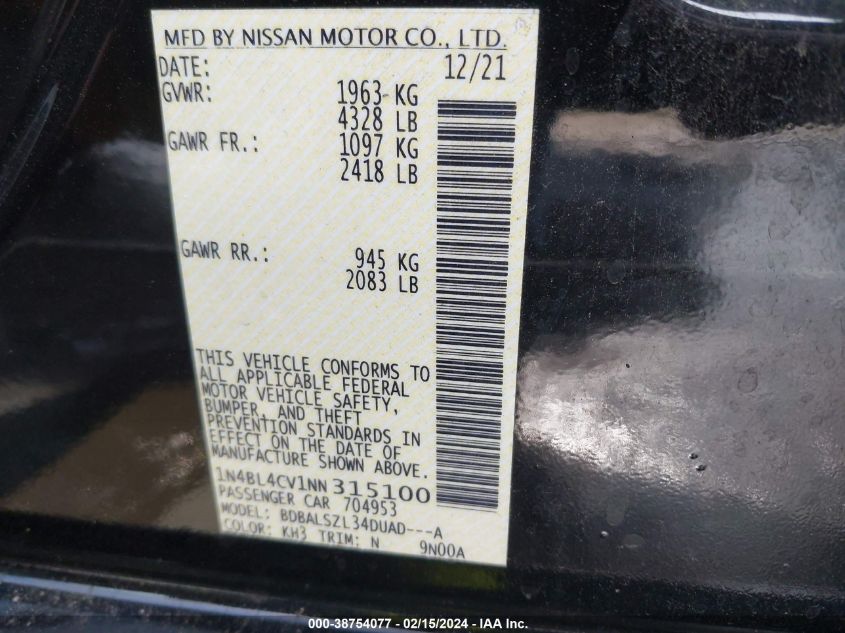 MFD BY NISSAN MOTOR CO., LTD.
DATE: 12/21
GVWR: 1963 KG
4328 LB
GAWR FR.: 1097 KG
2418 LB
GAWR RR.: 945 KG
2083 LB
THIS VEHICLE CONFORMS TO
ALL APPLICABLE FEDERAL
MOTOR VEHICLE SAFETY,
BUMPER, AND THEFT
PREVENTION STANDARDS IN
EFFECT ON THE DATE OF
MANUFACTURE SHOWN ABOVE.
1N4BL4CV1NN315100
PASSENGER CAR 704953
MODEL: BDBALSZL34DUAD---A
COLOR: KH3 TRIM: N 9N00A
000-38754077 - 02/15/2024 - IAA Inc.